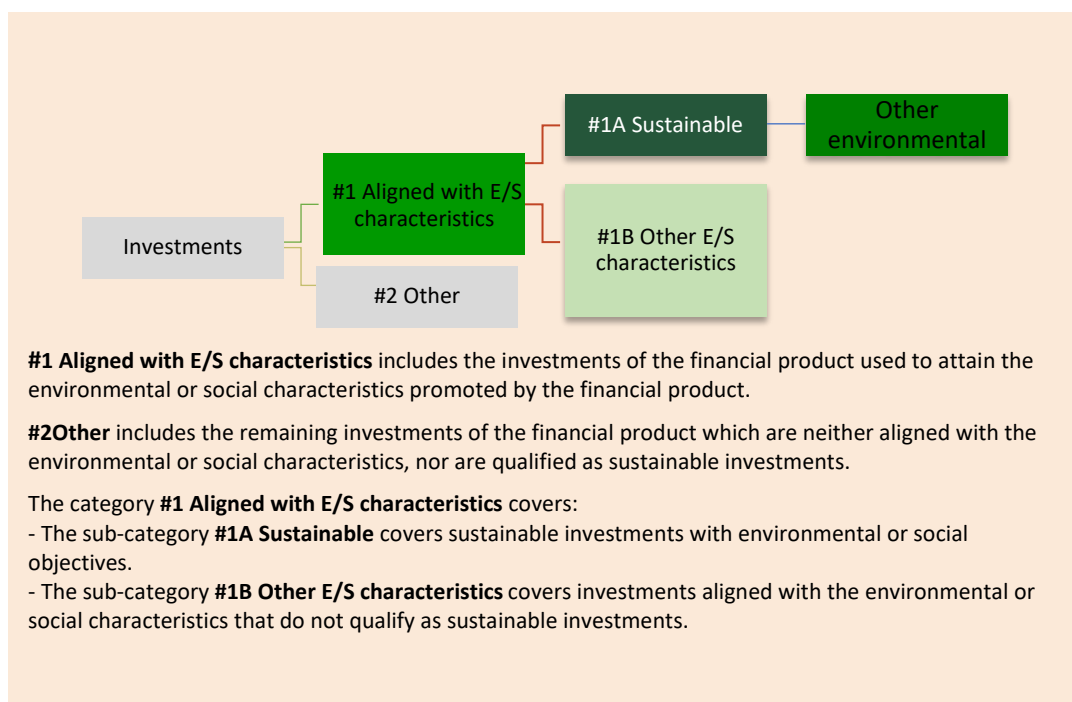 #1A Sustainable
Other
environmental
#1 Aligned with E/S
characteristics
#1B Other E/S
characteristics
Investments
#2 Other
#1 Aligned with E/S characteristics includes the investments of the financial product used to attain the
environmental or social characteristics promoted by the financial product.
#2Other includes the remaining investments of the financial product which are neither aligned with the
environmental or social characteristics, nor are qualified as sustainable investments.
The category #1 Aligned with E/S characteristics covers:
- The sub-category #1A Sustainable covers sustainable investments with environmental or social
objectives.
- The sub-category #1B Other E/S characteristics covers investments aligned with the environmental or
social characteristics that do not qualify as sustainable investments.